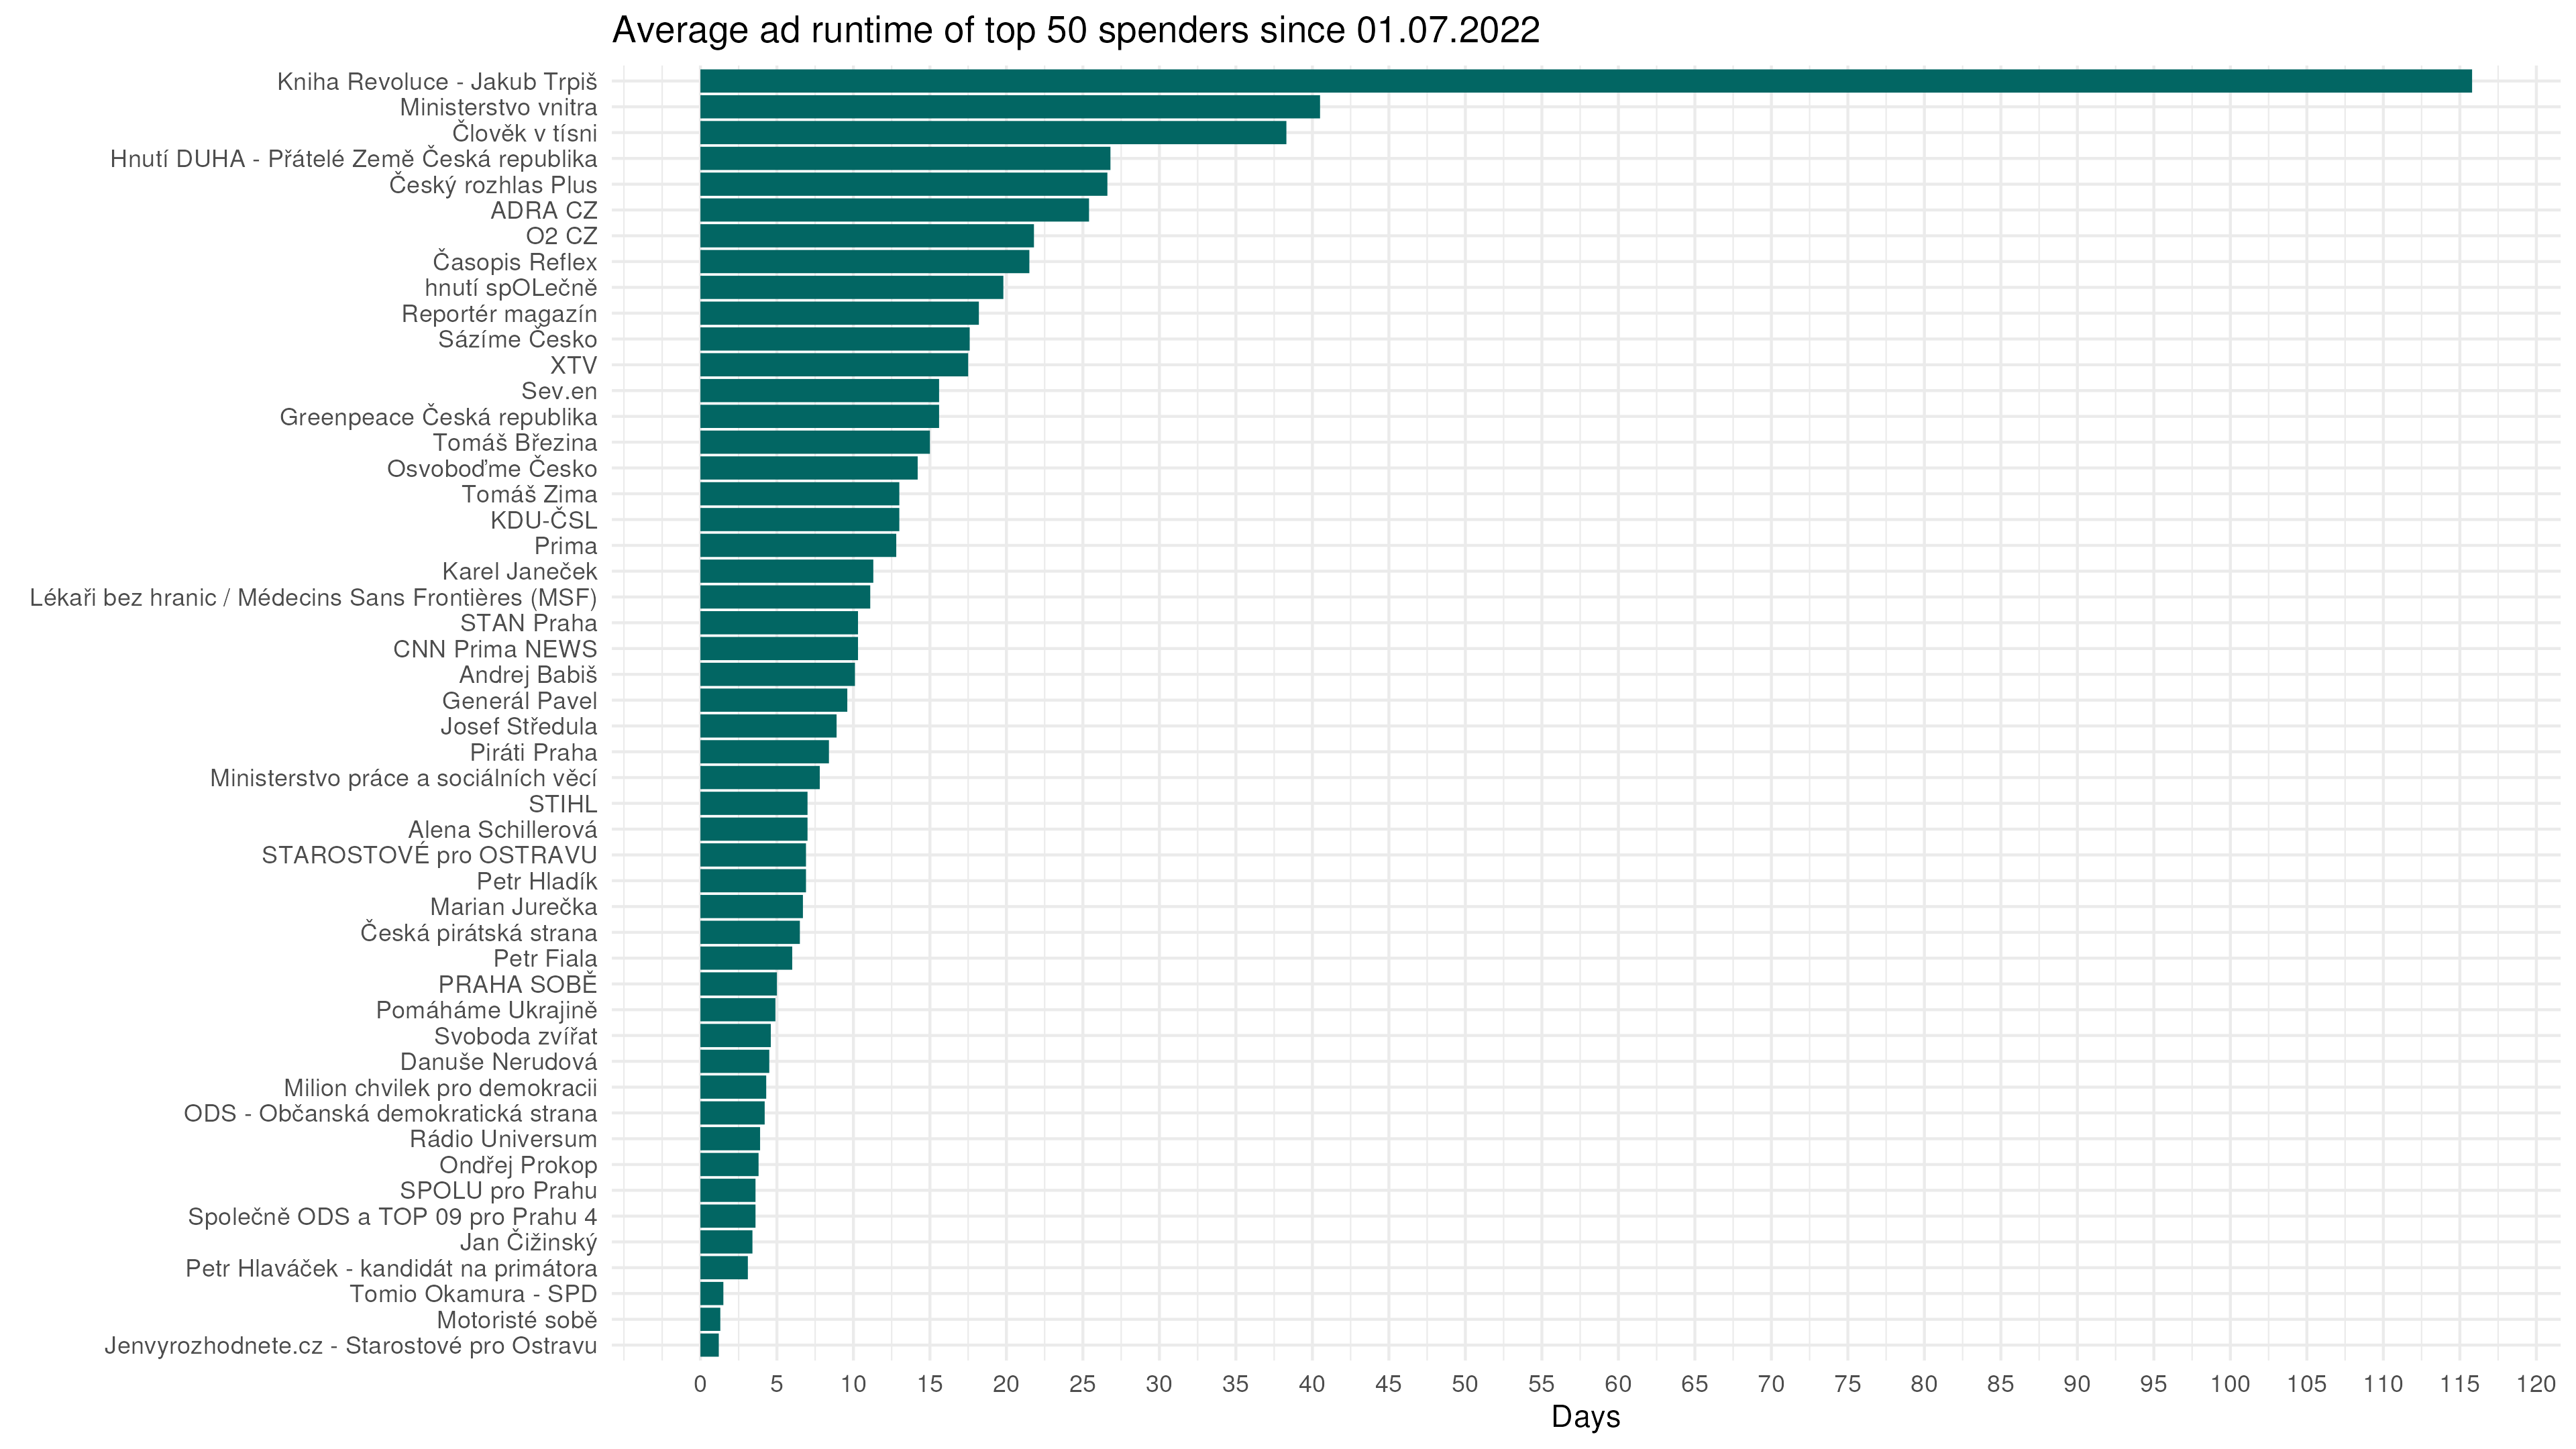 Average ad runtime of top 50 spenders since 01.07.2022
Kniha Revoluce - Jakub Trpiš
Ministerstvo vnitra
Člověk v tísni
Hnutí DUHA - Přátelé Země Česká republika
Český rozhlas Plus
ADRA CZ
O2 CZ
Časopis Reflex
hnutí spOLečně
Reportér magazín
Sázíme Česko
XTV
Sev.en
Greenpeace Česká republika
Tomáš Březina
Osvoboďme Česko
Tomáš Zima
KDU-ČSL
Prima
Karel Janeček
Lékaři bez hranic / Médecins Sans Frontières (MSF)
STAN Praha
CNN Prima NEWS
Andrej Babiš
Generál Pavel
Josef Středula
Piráti Praha
Ministerstvo práce a sociálních věcí
STIHL
Alena Schillerová
STAROSTOVÉ pro OSTRAVU
Petr Hladík
Marian Jurečka
Česká pirátská strana
Petr Fiala
PRAHA SOBĚ
Pomáháme Ukrajině
Svoboda zvířat
Danuše Nerudová
Milion chvilek pro demokracii
ODS - Občanská demokratická strana
Rádio Universum
Ondřej Prokop
SPOLU pro Prahu
Společně ODS a TOP 09 pro Prahu 4
Jan Čižinský
Petr Hlaváček - kandidát na primátora
Tomio Okamura - SPD
Motoristé sobě
Jenvyrozhodnete.cz - Starostové pro Ostravu
0 5 10 15 20 25 30 35 40 45 50 55 60 65 70 75 80 85 90 95 100 105 110 115 120
Days